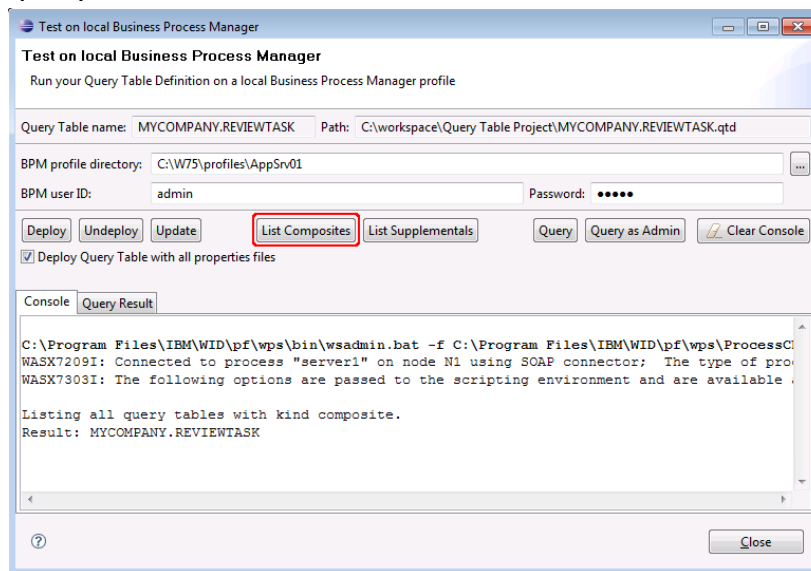 Test on local Business Process Manager
Test on local Business Process Manager
Run your Query Table Definition on a local Business Process Manager profile
Query Table name: MYCOMPANY.REVIEWTASK Path: C:\workspace\Query Table Project\MYCOMPANY.REVIEWTASK.qtd
BPM profile directory: C:\W75\profiles\AppSrv01 ...
BPM user ID: admin Password: •••••
Deploy Undeploy Update List Composites List Supplementals Query Query as Admin Clear Console
Deploy Query Table with all properties files
Console Query Result
C:\Program Files\IBM\WID\pf\wps\bin\wsadmin.bat -f C:\Program Files\IBM\WID\pf\wps\ProcessC
WASX7209I: Connected to process "server1" on node N1 using SOAP connector; The type of pro
WASX7303I: The following options are passed to the scripting environment and are available
Listing all query tables with kind composite.
Result: MYCOMPANY.REVIEWTASK
? Close